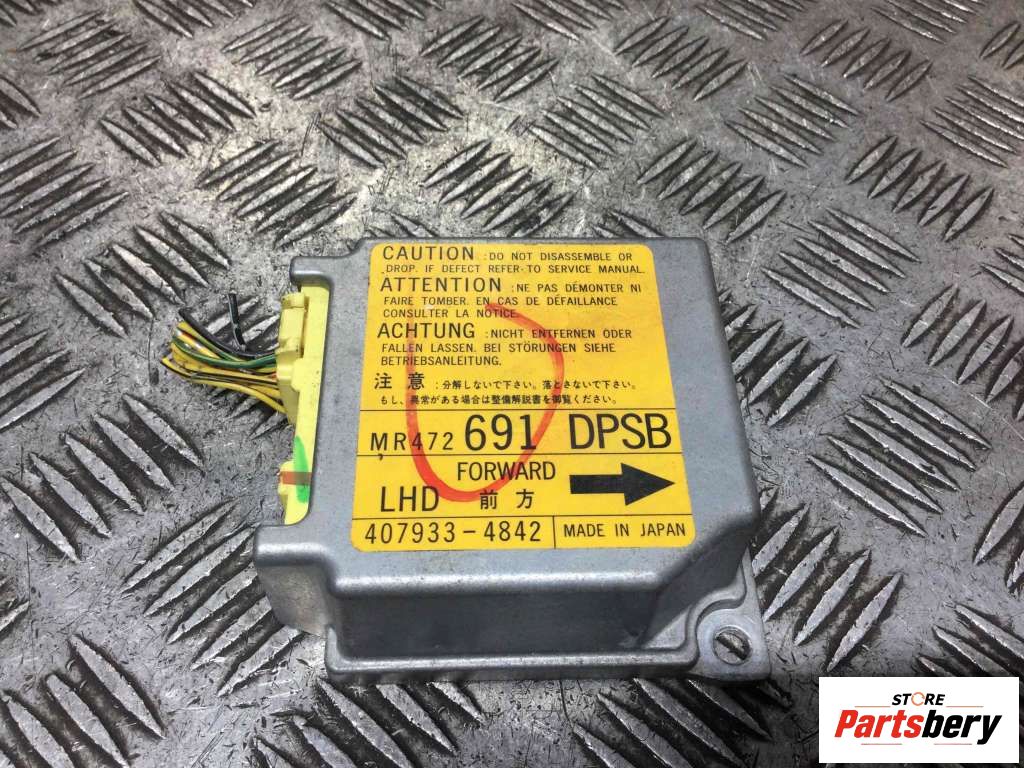 CAUTION : DO NOT DISASSEMBLE OR
DROP. IF DEFECT REFER-TO SERVICE MANUAL.
ATTENTION : NE PAS DÉMONTER NI
FAIRE TOMBER. EN CAS DE DÉFAILLANCE
CONSULTER LA NOTICE.
ACHTUNG : NICHT ENTFERNEN ODER
FALLEN LASSEN. BEI STÖRUNGEN SIEHE
BETRIEBSANLEITUNG.
注意 : 分解しないで下さい。落とさないで下さい。
もし、異常がある場合は整備解説書を御覧ください。
MR472 691 DPSB
FORWARD
LHD 前方
407933-4842 MADE IN JAPAN
STORE
Partsbery